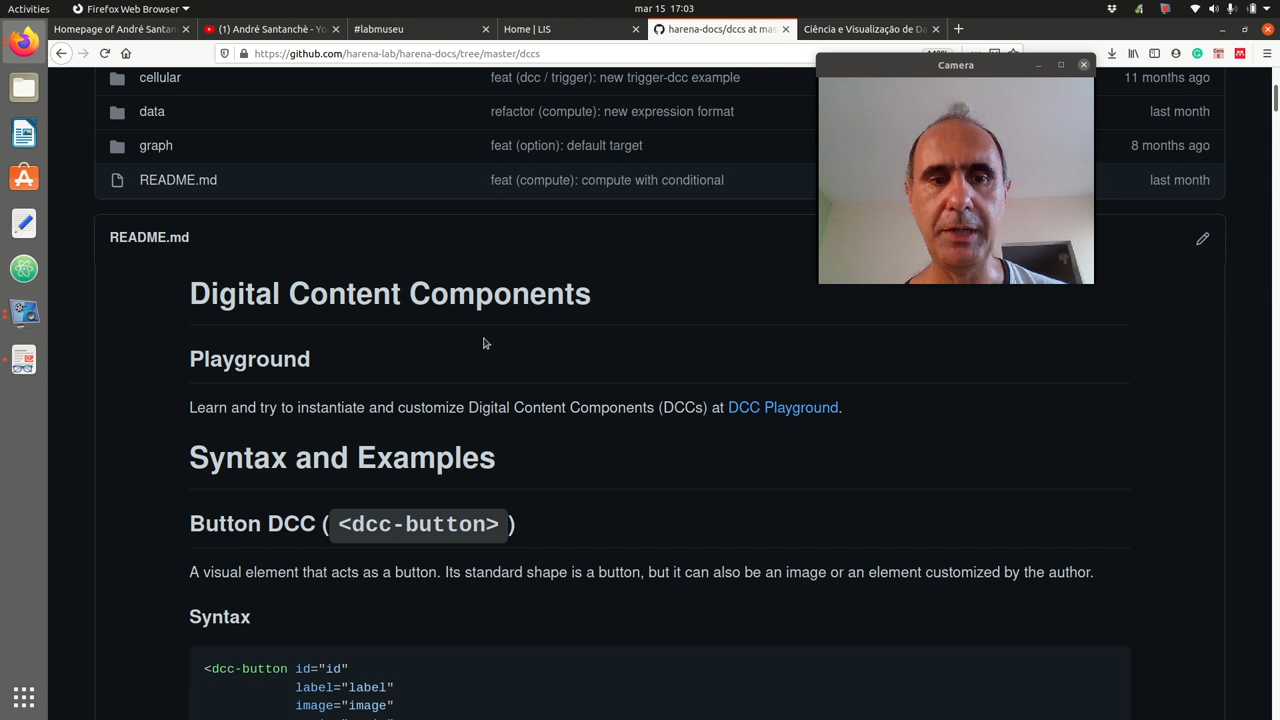 Activities
Firefox Web Browser
mar 15 17:03
Homepage of André Santan
(1) André Santanchè - Yo
#labmuseu
Home | LIS
harena-docs/dccs at mas
Ciência e Visualização de Da
https://github.com/harena-lab/harena-docs/tree/master/dccs
Camera
cellular
feat (dcc / trigger): new trigger-dcc example
11 months ago
data
refactor (compute): new expression format
last month
graph
feat (option): default target
8 months ago
README.md
feat (compute): compute with conditional
last month
README.md
Digital Content Components
Playground
Learn and try to instantiate and customize Digital Content Components (DCCs) at DCC Playground.
Syntax and Examples
Button DCC ( <dcc-button> )
A visual element that acts as a button. Its standard shape is a button, but it can also be an image or an element customized by the author.
Syntax
<dcc-button id="id"
label="label"
image="image"